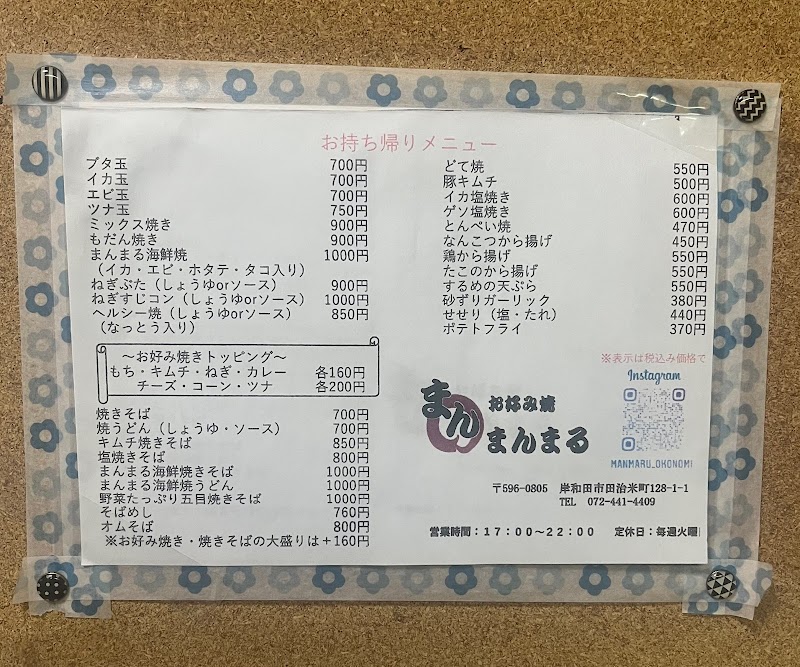 お持ち帰りメニュー
ブタ玉 700円
イカ玉 700円
エビ玉 700円
ツナ玉 750円
ミックス焼き 900円
もだん焼き 900円
まんまる海鮮焼 1000円
（イカ・エビ・ホタテ・タコ入り）
ねぎぶた（しょうゆorソース） 900円
ねぎすじコン（しょうゆorソース） 1000円
ヘルシー焼（しょうゆorソース） 850円
（なっとう入り）
～お好み焼きトッピング～
もち・キムチ・ねぎ・カレー 各160円
チーズ・コーン・ツナ 各200円
焼きそば 700円
焼うどん（しょうゆ・ソース） 700円
キムチ焼きそば 850円
塩焼きそば 800円
まんまる海鮮焼きそば 1000円
まんまる海鮮焼うどん 1000円
野菜たっぷり五目焼きそば 1000円
そばめし 760円
オムそば 800円
※お好み焼き・焼きそばの大盛りは＋160円
どて焼 550円
豚キムチ 500円
イカ塩焼き 600円
ゲソ塩焼き 600円
とんぺい焼 470円
なんこつから揚げ 450円
鶏から揚げ 550円
たこのから揚げ 550円
するめの天ぷら 550円
砂ずりガーリック 380円
せせり（塩・たれ） 440円
ポテトフライ 370円
※表示は税込み価格で
Instagram
MANMARU_OKONOMI
まん
お好み焼
まんまる
〒596-0805 岸和田市田治米町128-1-1
TEL 072-441-4409
営業時間：17：00～22：00 定休日：毎週火曜